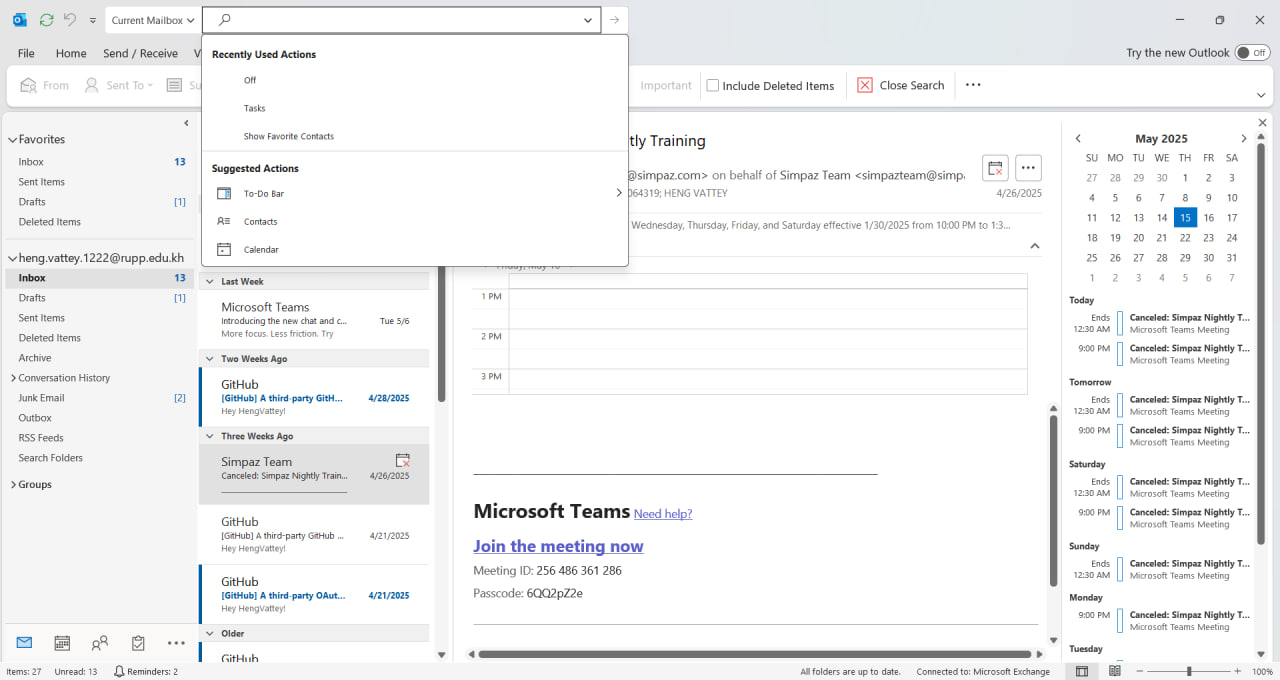 Current Mailbox
File
Home
Send / Receive
V
Try the new Outlook
Off
From
Sent To
Su
Important
Include Deleted Items
Close Search
Recently Used Actions
Off
Tasks
Show Favorite Contacts
Suggested Actions
To-Do Bar
Contacts
Calendar
Favorites
Inbox 13
Sent Items
Drafts [1]
Deleted Items
heng.vattey.1222@rupp.edu.kh
Inbox 13
Drafts [1]
Sent Items
Deleted Items
Archive
Conversation History
Junk Email [2]
Outbox
RSS Feeds
Search Folders
Groups
Last Week
Microsoft Teams
Introducing the new chat and c... Tue 5/6
More focus. Less friction. Try
Two Weeks Ago
GitHub
[GitHub] A third-party GitH... 4/28/2025
Hey HengVattey!
Three Weeks Ago
Simpaz Team
Canceled: Simpaz Nightly Train... 4/26/2025
GitHub
[GitHub] A third-party GitHub ... 4/21/2025
Hey HengVattey!
GitHub
[GitHub] A third-party OAut... 4/21/2025
Hey HengVattey!
Older
GitHub
tly Training
@simpaz.com> on behalf of Simpaz Team <simpazteam@simpa
064319; HENG VATTEY
4/26/2025
Wednesday, Thursday, Friday, and Saturday effective 1/30/2025 from 10:00 PM to 1:3...
1 PM
2 PM
3 PM
Microsoft Teams Need help?
Join the meeting now
Meeting ID: 256 486 361 286
Passcode: 6QQ2pZ2e
May 2025
SU MO TU WE TH FR SA
27 28 29 30 1 2 3
4 5 6 7 8 9 10
11 12 13 14 15 16 17
18 19 20 21 22 23 24
25 26 27 28 29 30 31
1 2 3 4 5 6 7
Today
Ends Canceled: Simpaz Nightly T...
12:30 AM Microsoft Teams Meeting
9:00 PM Canceled: Simpaz Nightly T...
Microsoft Teams Meeting
Tomorrow
Ends Canceled: Simpaz Nightly T...
12:30 AM Microsoft Teams Meeting
9:00 PM Canceled: Simpaz Nightly T...
Microsoft Teams Meeting
Saturday
Ends Canceled: Simpaz Nightly T...
12:30 AM Microsoft Teams Meeting
9:00 PM Canceled: Simpaz Nightly T...
Microsoft Teams Meeting
Sunday
Ends Canceled: Simpaz Nightly T...
12:30 AM Microsoft Teams Meeting
Monday
9:00 PM Canceled: Simpaz Nightly T...
Microsoft Teams Meeting
Tuesday
Items: 27
Unread: 13
Reminders: 2
All folders are up to date.
Connected to: Microsoft Exchange
100%